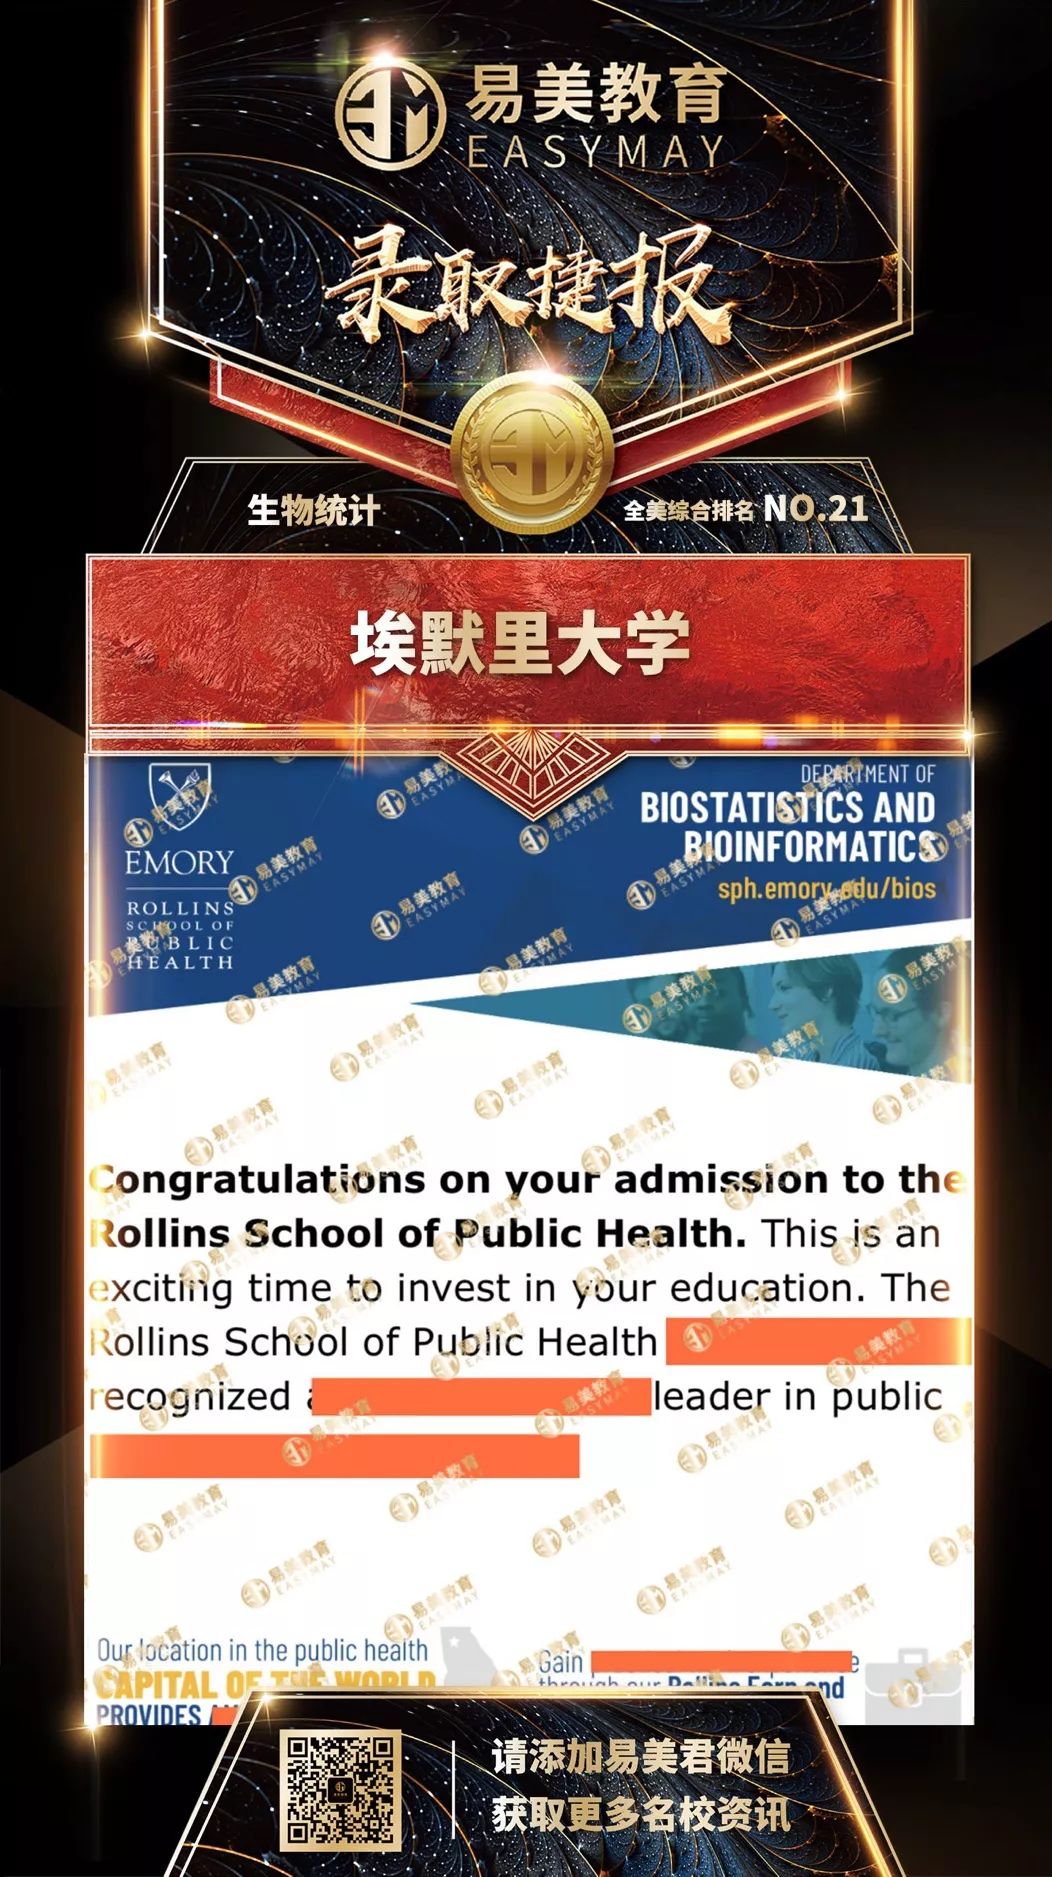 易美教育
EASYMAY
录取捷报
生物统计
全美综合排名 NO.21
埃默里大学
EMORY
ROLLINS
SCHOOL OF
PUBLIC
HEALTH
DEPARTMENT OF
BIOSTATISTICS AND
BIOINFORMATICS
sph.emory.edu/bios
Congratulations on your admission to the
Rollins School of Public Health. This is an
exciting time to invest in your education. The
Rollins School of Public Health
recognized
leader in public
Our location in the public health
CAPITAL OF THE WORLD
PROVIDES
Gain
through our Rollins Earn and
请添加易美君微信
获取更多名校资讯